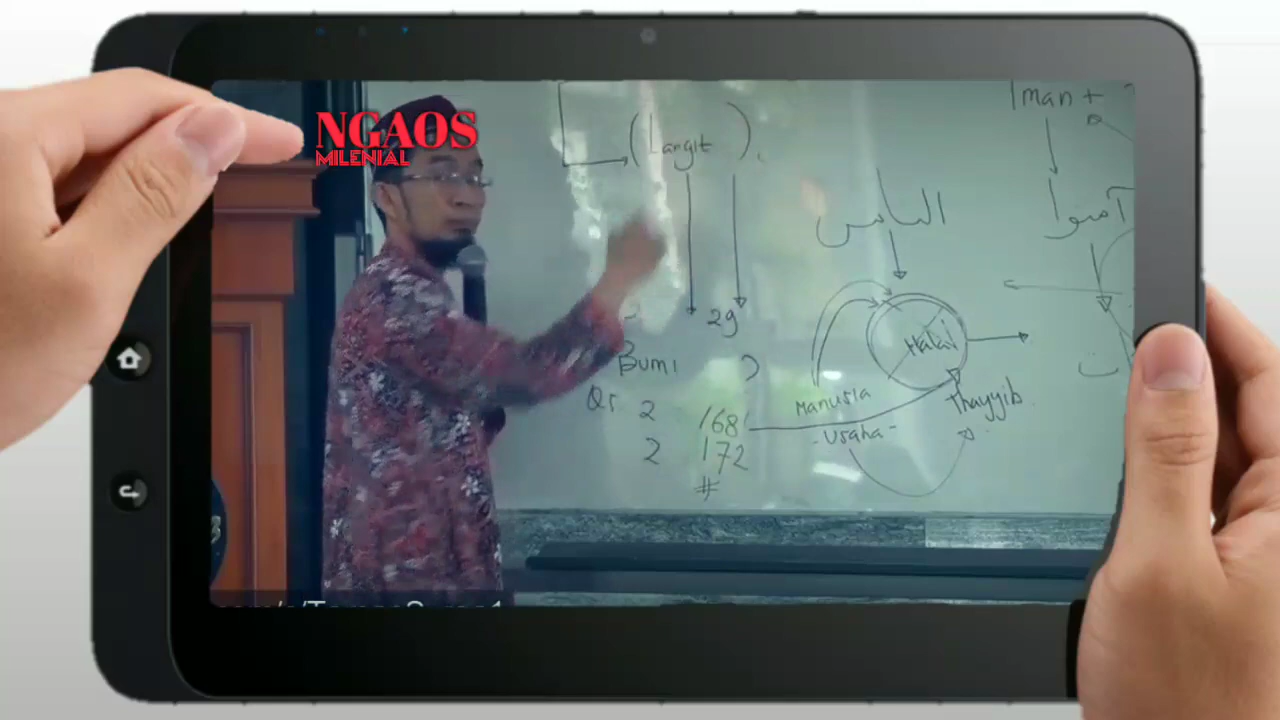 NGAOS
MILENIAL
Iman +
(Langit)
الناس
آمنوا
29
Bumi
Halal
Manusia
Thayyib
Qs 2 168
- Usaha -
2 172
#